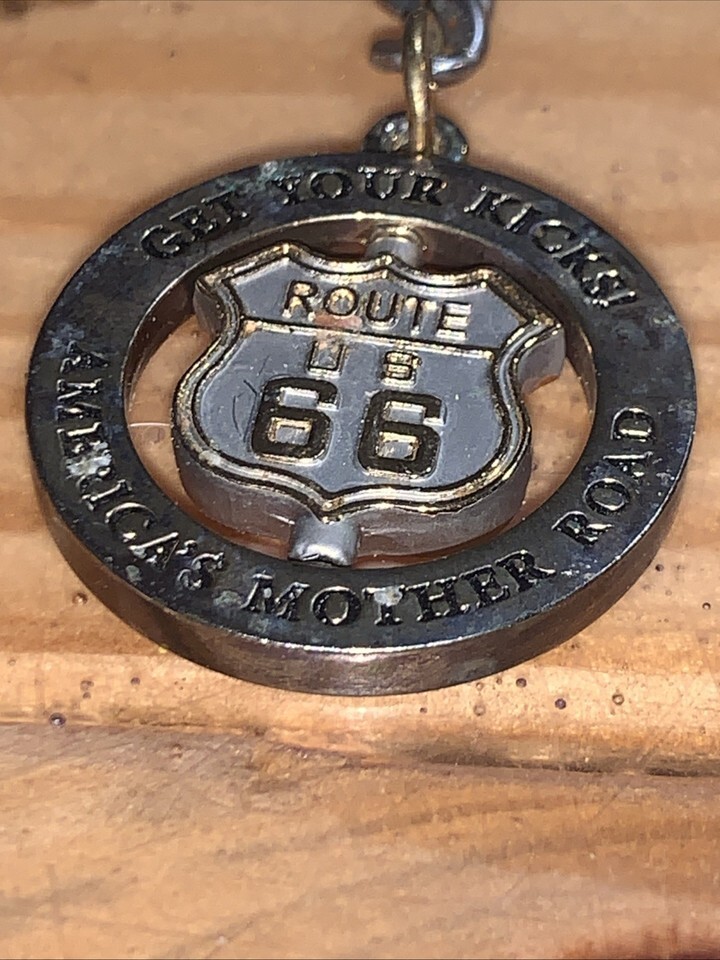 GET YOUR KICKS!
ROUTE
US
66
AMERICA'S MOTHER ROAD